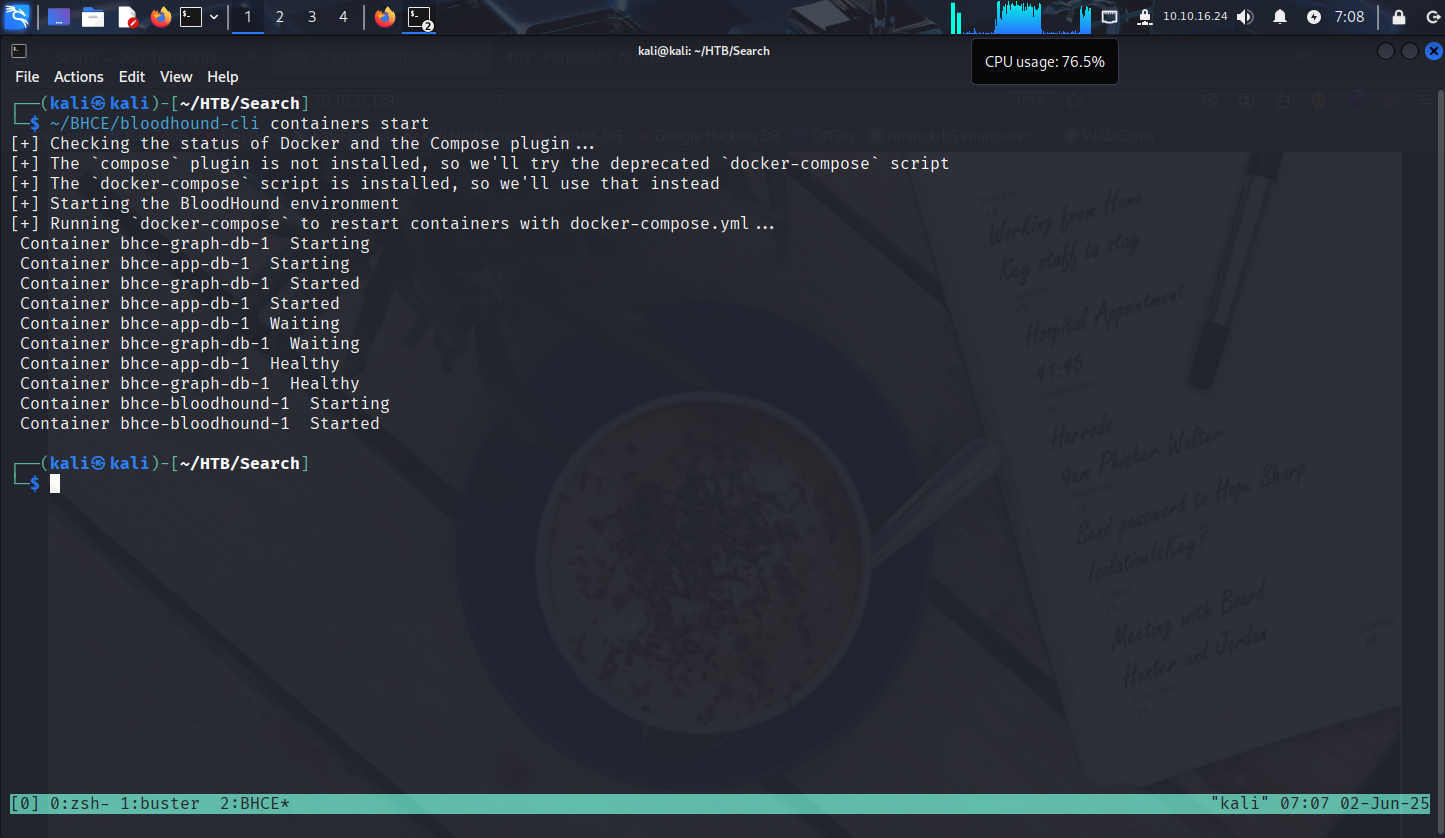 1 2 3 4
2
10.10.16.24
7:08
kali@kali: ~/HTB/Search
CPU usage: 76.5%
File Actions Edit View Help
┌──(kali㉿kali)-[~/HTB/Search]
└─$ ~/BHCE/bloodhound-cli containers start
[+] Checking the status of Docker and the Compose plugin...
[+] The `compose` plugin is not installed, so we'll try the deprecated `docker-compose` script
[+] The `docker-compose` script is installed, so we'll use that instead
[+] Starting the BloodHound environment
[+] Running `docker-compose` to restart containers with docker-compose.yml...
Container bhce-graph-db-1 Starting
Container bhce-app-db-1 Starting
Container bhce-graph-db-1 Started
Container bhce-app-db-1 Started
Container bhce-app-db-1 Waiting
Container bhce-graph-db-1 Waiting
Container bhce-app-db-1 Healthy
Container bhce-graph-db-1 Healthy
Container bhce-bloodhound-1 Starting
Container bhce-bloodhound-1 Started
┌──(kali㉿kali)-[~/HTB/Search]
└─$
Working from Home
Key staff to stay
Hospital Appointment
11:45
Harrods
9am Phisher Walter
Send password to Hope Sharp
IsolationIsKey?
Meeting with Board
Hunter and Jordan
[0] 0:zsh- 1:buster 2:BHCE* "kali" 07:07 02-Jun-25